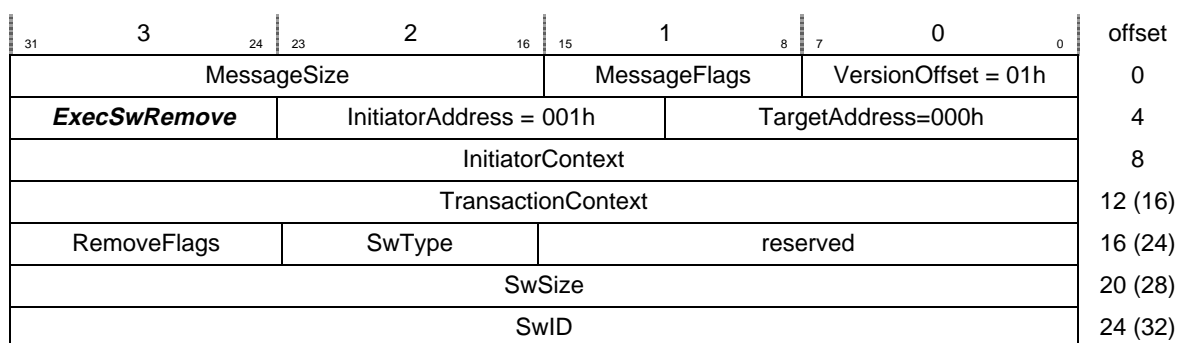 3 2 1 0 offset
31 24 23 16 15 8 7 0
MessageSize MessageFlags VersionOffset = 01h 0
ExecSwRemove InitiatorAddress = 001h TargetAddress=000h 4
InitiatorContext 8
TransactionContext 12 (16)
RemoveFlags SwType reserved 16 (24)
SwSize 20 (28)
SwID 24 (32)